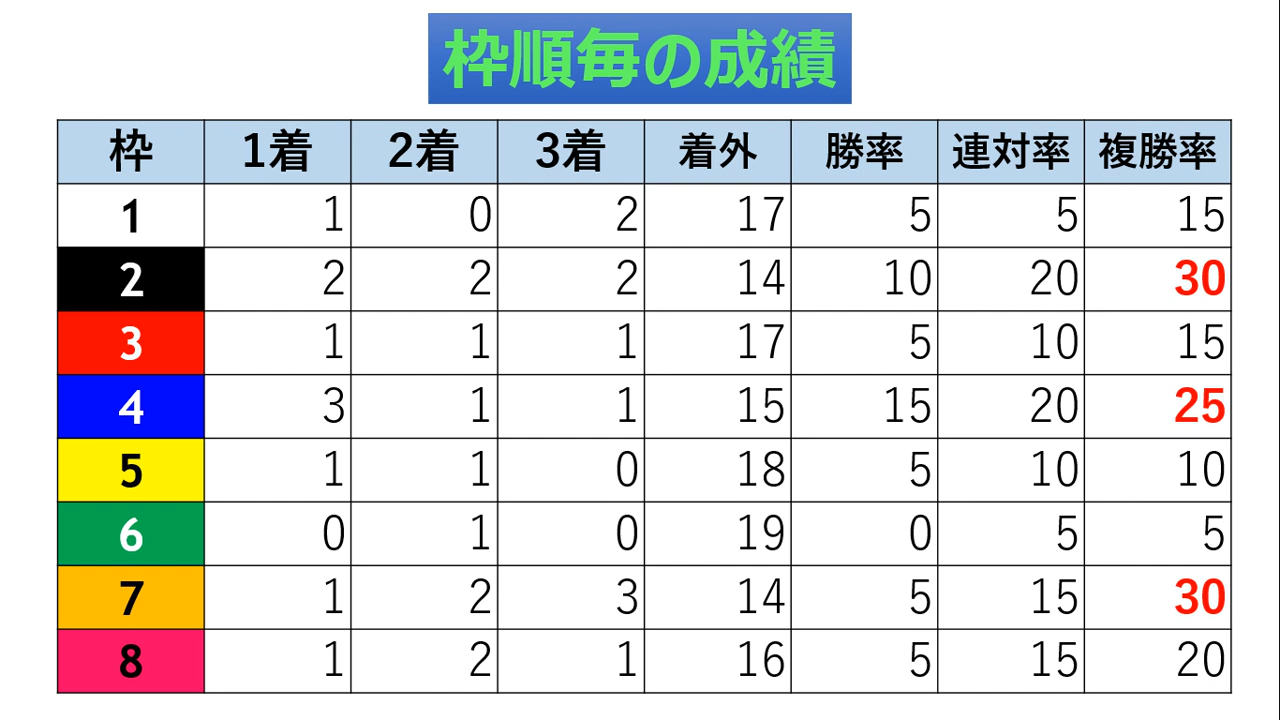 枠順毎の成績
枠 1着 2着 3着 着外 勝率 連対率 複勝率
1 1 0 2 17 5 5 15
2 2 2 2 14 10 20 30
3 1 1 1 17 5 10 15
4 3 1 1 15 15 20 25
5 1 1 0 18 5 10 10
6 0 1 0 19 0 5 5
7 1 2 3 14 5 15 30
8 1 2 1 16 5 15 20